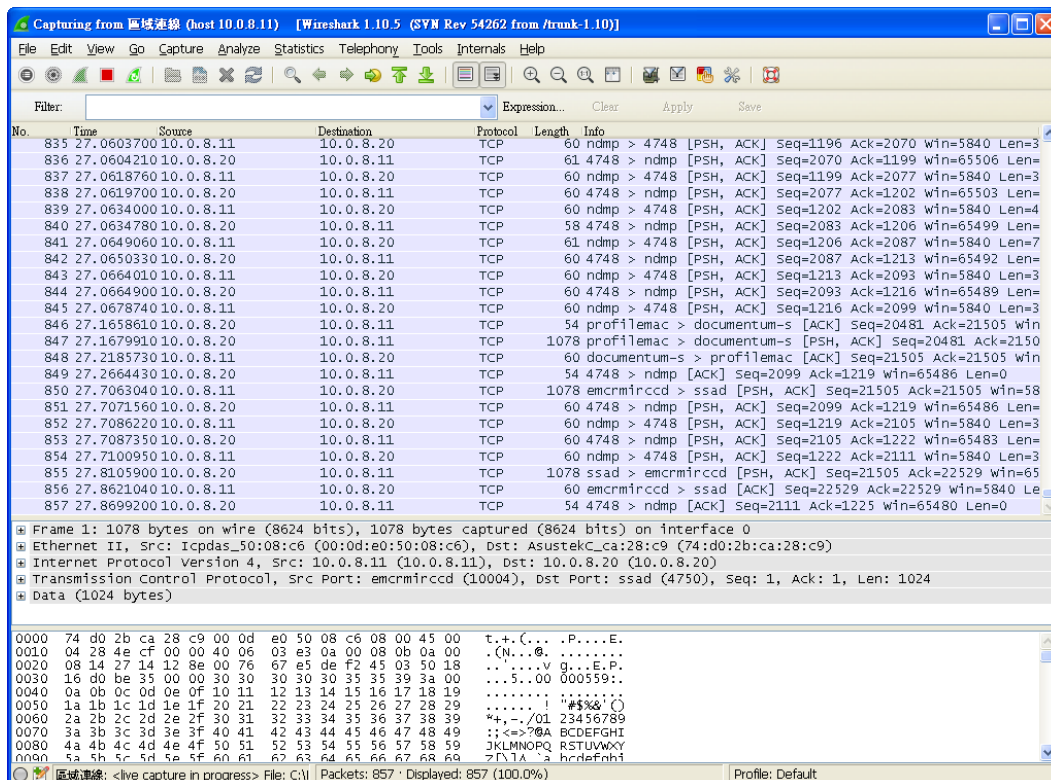 Capturing from 區域連線 (host 10.0.8.11) [Wireshark 1.10.5 (SVN Rev 54262 from /trunk-1.10)]
File Edit View Go Capture Analyze Statistics Telephony Tools Internals Help
Filter: Expression... Clear Apply Save
No. Time Source Destination Protocol Length Info
835 27.0603700 10.0.8.11 10.0.8.20 TCP 60 ndmp > 4748 [PSH, ACK] Seq=1196 Ack=2070 Win=5840 Len=3
836 27.0604210 10.0.8.20 10.0.8.11 TCP 61 4748 > ndmp [PSH, ACK] Seq=2070 Ack=1199 Win=65506 Len=
837 27.0618760 10.0.8.11 10.0.8.20 TCP 60 ndmp > 4748 [PSH, ACK] Seq=1199 Ack=2077 Win=5840 Len=3
838 27.0619700 10.0.8.20 10.0.8.11 TCP 60 4748 > ndmp [PSH, ACK] Seq=2077 Ack=1202 Win=65503 Len=
839 27.0634000 10.0.8.11 10.0.8.20 TCP 60 ndmp > 4748 [PSH, ACK] Seq=1202 Ack=2083 Win=5840 Len=4
840 27.0634780 10.0.8.20 10.0.8.11 TCP 58 4748 > ndmp [PSH, ACK] Seq=2083 Ack=1206 Win=65499 Len=
841 27.0649060 10.0.8.11 10.0.8.20 TCP 61 ndmp > 4748 [PSH, ACK] Seq=1206 Ack=2087 Win=5840 Len=7
842 27.0650330 10.0.8.20 10.0.8.11 TCP 60 4748 > ndmp [PSH, ACK] Seq=2087 Ack=1213 Win=65492 Len=
843 27.0664010 10.0.8.11 10.0.8.20 TCP 60 ndmp > 4748 [PSH, ACK] Seq=1213 Ack=2093 Win=5840 Len=3
844 27.0664900 10.0.8.20 10.0.8.11 TCP 60 4748 > ndmp [PSH, ACK] Seq=2093 Ack=1216 Win=65489 Len=
845 27.0678740 10.0.8.11 10.0.8.20 TCP 60 ndmp > 4748 [PSH, ACK] Seq=1216 Ack=2099 Win=5840 Len=3
846 27.1658610 10.0.8.20 10.0.8.11 TCP 54 profilemac > documentum-s [ACK] Seq=20481 Ack=21505 Win
847 27.1679910 10.0.8.20 10.0.8.11 TCP 1078 profilemac > documentum-s [PSH, ACK] Seq=20481 Ack=2150
848 27.2185730 10.0.8.11 10.0.8.20 TCP 60 documentum-s > profilemac [ACK] Seq=21505 Ack=21505 Win
849 27.2664430 10.0.8.20 10.0.8.11 TCP 54 4748 > ndmp [ACK] Seq=2099 Ack=1219 Win=65486 Len=0
850 27.7063040 10.0.8.11 10.0.8.20 TCP 1078 emcrmirccd > ssad [PSH, ACK] Seq=21505 Ack=21505 Win=58
851 27.7071560 10.0.8.20 10.0.8.11 TCP 60 4748 > ndmp [PSH, ACK] Seq=2099 Ack=1219 Win=65486 Len=
852 27.7086220 10.0.8.11 10.0.8.20 TCP 60 ndmp > 4748 [PSH, ACK] Seq=1219 Ack=2105 Win=5840 Len=3
853 27.7087350 10.0.8.20 10.0.8.11 TCP 60 4748 > ndmp [PSH, ACK] Seq=2105 Ack=1222 Win=65483 Len=
854 27.7100950 10.0.8.11 10.0.8.20 TCP 60 ndmp > 4748 [PSH, ACK] Seq=1222 Ack=2111 Win=5840 Len=3
855 27.8105900 10.0.8.20 10.0.8.11 TCP 1078 ssad > emcrmirccd [PSH, ACK] Seq=21505 Ack=22529 Win=65
856 27.8621040 10.0.8.11 10.0.8.20 TCP 60 emcrmirccd > ssad [ACK] Seq=22529 Ack=22529 Win=5840 Le
857 27.8699200 10.0.8.20 10.0.8.11 TCP 54 4748 > ndmp [ACK] Seq=2111 Ack=1225 Win=65480 Len=0
Frame 1: 1078 bytes on wire (8624 bits), 1078 bytes captured (8624 bits) on interface 0
Ethernet II, Src: Icpdas_50:08:c6 (00:0d:e0:50:08:c6), Dst: AsustekC_ca:28:c9 (74:d0:2b:ca:28:c9)
Internet Protocol Version 4, Src: 10.0.8.11 (10.0.8.11), Dst: 10.0.8.20 (10.0.8.20)
Transmission Control Protocol, Src Port: emcrmirccd (10004), Dst Port: ssad (4750), Seq: 1, Ack: 1, Len: 1024
Data (1024 bytes)
0000 74 d0 2b ca 28 c9 00 0d e0 50 08 c6 08 00 45 00 t.+.(... .P....E.
0010 04 28 4e cf 00 00 40 06 03 e3 0a 00 08 0b 0a 00 .(N...@. ........
0020 08 14 27 14 12 8e 00 76 67 e5 de f2 45 03 50 18 ..'....v g...E.P.
0030 16 d0 be 35 00 00 30 30 30 30 30 35 35 39 3a 00 ...5..00 000559:.
0040 0a 0b 0c 0d 0e 0f 10 11 12 13 14 15 16 17 18 19 ........ ........
0050 1a 1b 1c 1d 1e 1f 20 21 22 23 24 25 26 27 28 29 ...... ! "#$%&'()
0060 2a 2b 2c 2d 2e 2f 30 31 32 33 34 35 36 37 38 39 *+,-./01 23456789
0070 3a 3b 3c 3d 3e 3f 40 41 42 43 44 45 46 47 48 49 :;<=>?@A BCDEFGHI
0080 4a 4b 4c 4d 4e 4f 50 51 52 53 54 55 56 57 58 59 JKLMNOPQ RSTUVWXY
0090 5a 5b 5c 5d 5e 5f 60 61 62 63 64 65 66 67 68 69 Z[\]^_`a bcdefghi
區域連線: <live capture in progress> File: C:\ Packets: 857 · Displayed: 857 (100.0%) Profile: Default